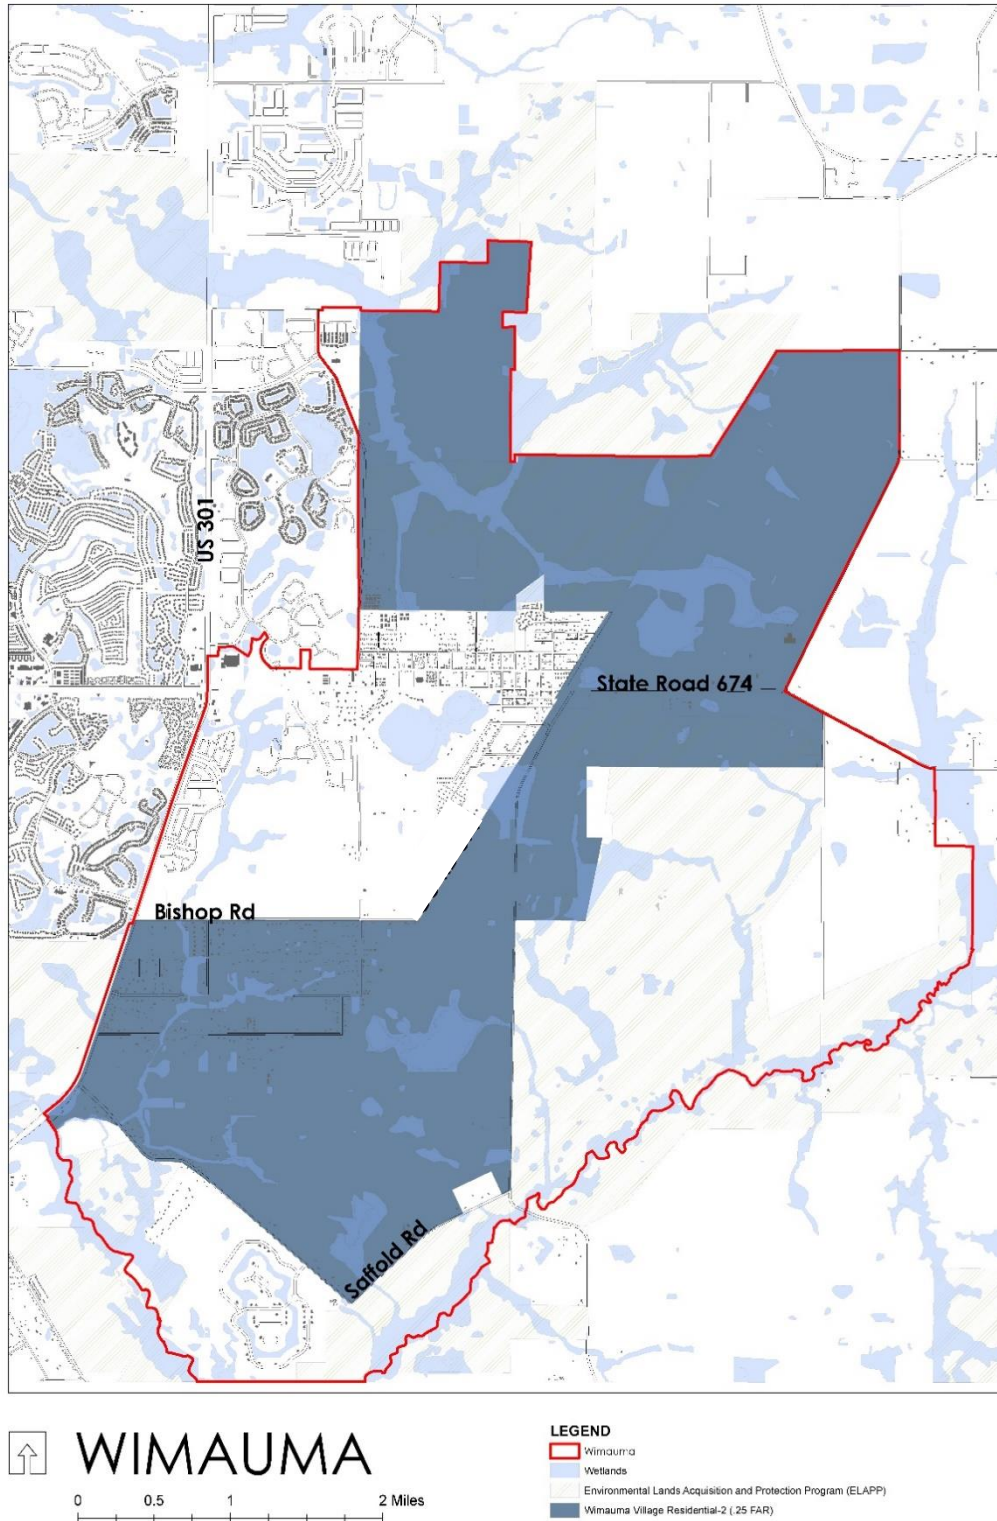 US 301
State Road 674
Bishop Rd
Saffold Rd
WIMAUMA
0 0.5 1 2 Miles
LEGEND
Wimauma
Wetlands
Environmental Lands Acquisition and Protection Program (ELAPP)
Wimauma Village Residential-2 (.25 FAR)